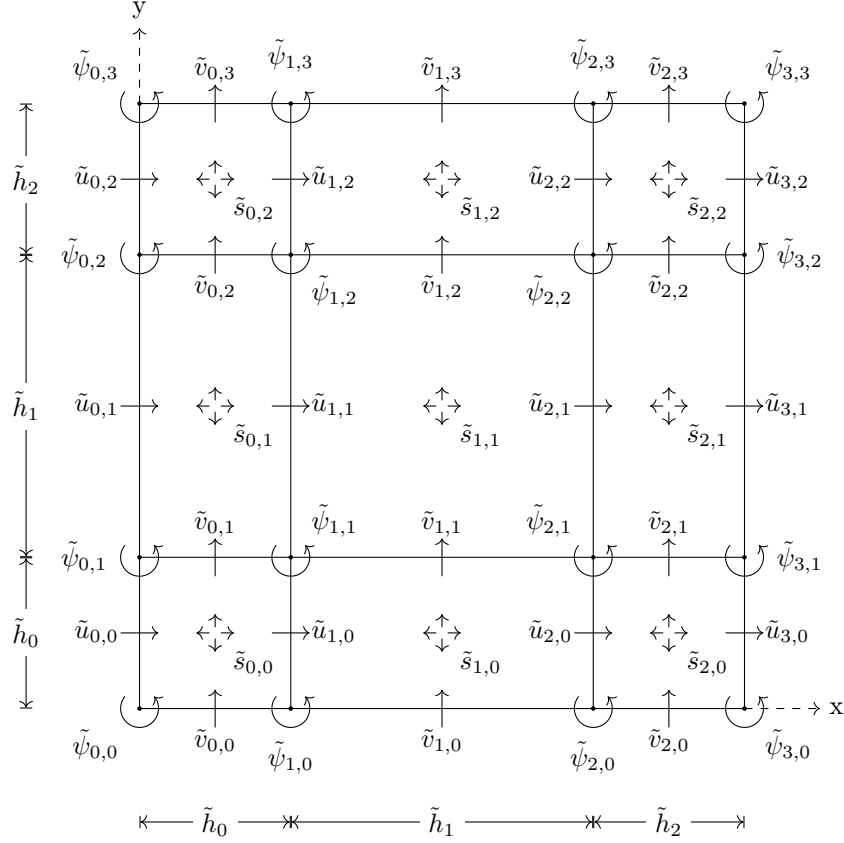 y
ψ̃₀,₃ ṽ₀,₃ ψ̃₁,₃ ṽ₁,₃ ψ̃₂,₃ ṽ₂,₃ ψ̃₃,₃
h̃₂ ũ₀,₂ ũ₁,₂ ũ₂,₂ ũ₃,₂
s̃₀,₂ s̃₁,₂ s̃₂,₂
ψ̃₀,₂ ψ̃₃,₂
ṽ₀,₂ ψ̃₁,₂ ṽ₁,₂ ψ̃₂,₂ ṽ₂,₂
h̃₁ ũ₀,₁ ũ₁,₁ ũ₂,₁ ũ₃,₁
s̃₀,₁ s̃₁,₁ s̃₂,₁
ṽ₀,₁ ψ̃₁,₁ ṽ₁,₁ ψ̃₂,₁ ṽ₂,₁
ψ̃₀,₁ ψ̃₃,₁
h̃₀ ũ₀,₀ ũ₁,₀ ũ₂,₀ ũ₃,₀
s̃₀,₀ s̃₁,₀ s̃₂,₀
x
ψ̃₀,₀ ṽ₀,₀ ψ̃₁,₀ ṽ₁,₀ ψ̃₂,₀ ṽ₂,₀ ψ̃₃,₀
h̃₀ h̃₁ h̃₂